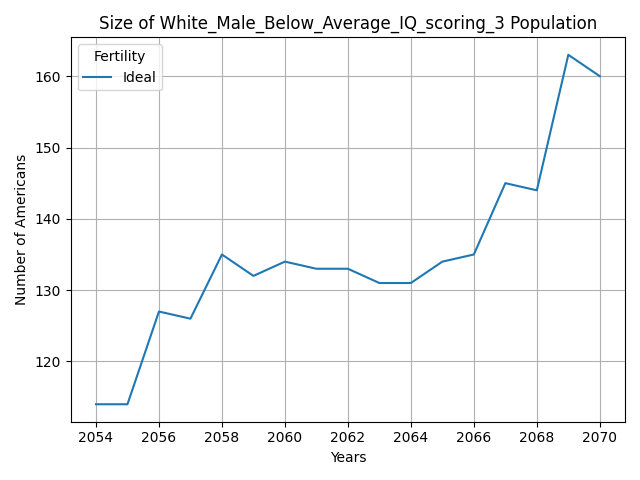 Size of White_Male_Below_Average_IQ_scoring_3 Population
Fertility
Ideal
Number of Americans
160
150
140
130
120
2054 2056 2058 2060 2062 2064 2066 2068 2070
Years